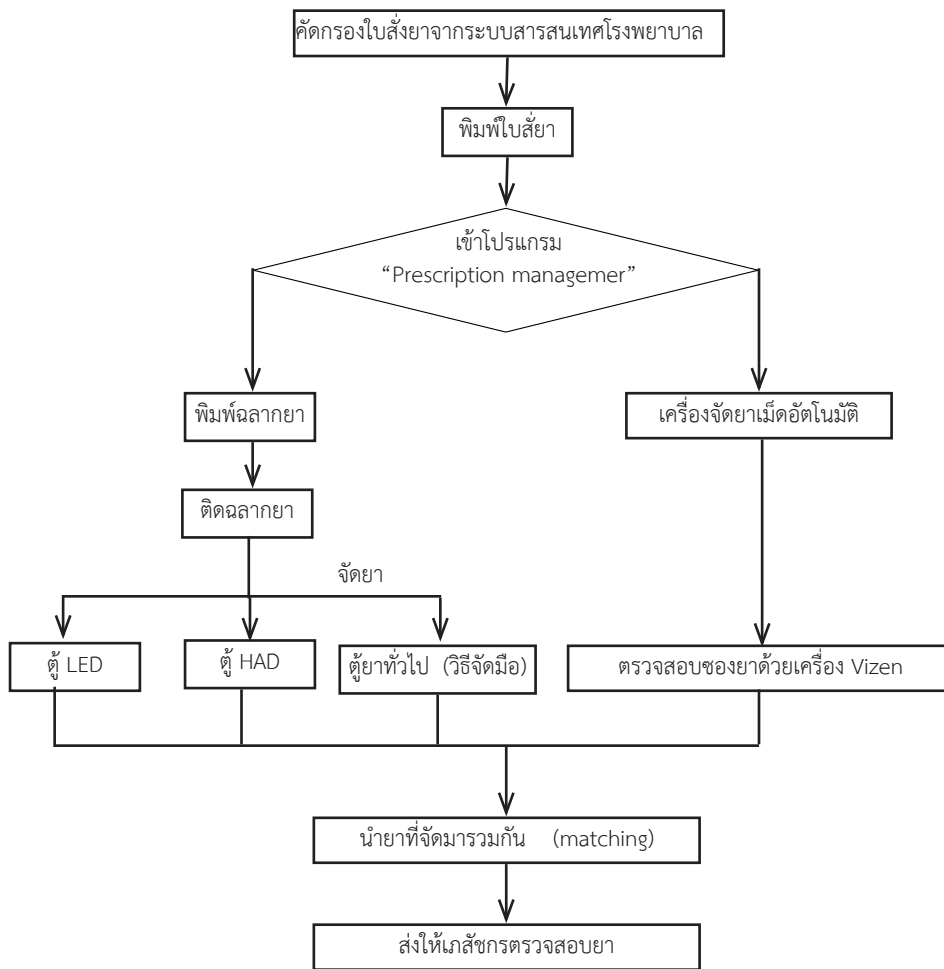 คัดกรองใบสั่งยาจากระบบสารสนเทศโรงพยาบาล
พิมพ์ใบสั่ยา
เข้าโปรแกรม
“Prescription managemer”
พิมพ์ฉลากยา
เครื่องจัดยาเม็ดอัตโนมัติ
ติดฉลากยา
จัดยา
ตู้ LED
ตู้ HAD
ตู้ยาทั่วไป (วิธีจัดมือ)
ตรวจสอบซองยาด้วยเครื่อง Vizen
นำยาที่จัดมารวมกัน (matching)
ส่งให้เภสัชกรตรวจสอบยา